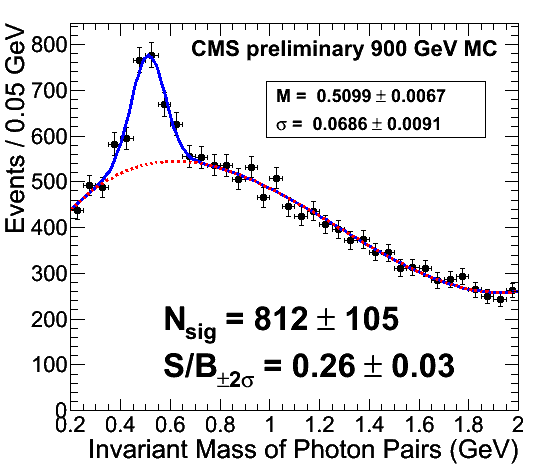 CMS preliminary 900 GeV MC
M = 0.5099 ± 0.0067
σ = 0.0686 ± 0.0091
Events / 0.05 GeV
800
700
600
500
400
300
200
100
0
N_sig = 812 ± 105
S/B_±2σ = 0.26 ± 0.03
0.2 0.4 0.6 0.8 1 1.2 1.4 1.6 1.8 2
Invariant Mass of Photon Pairs (GeV)